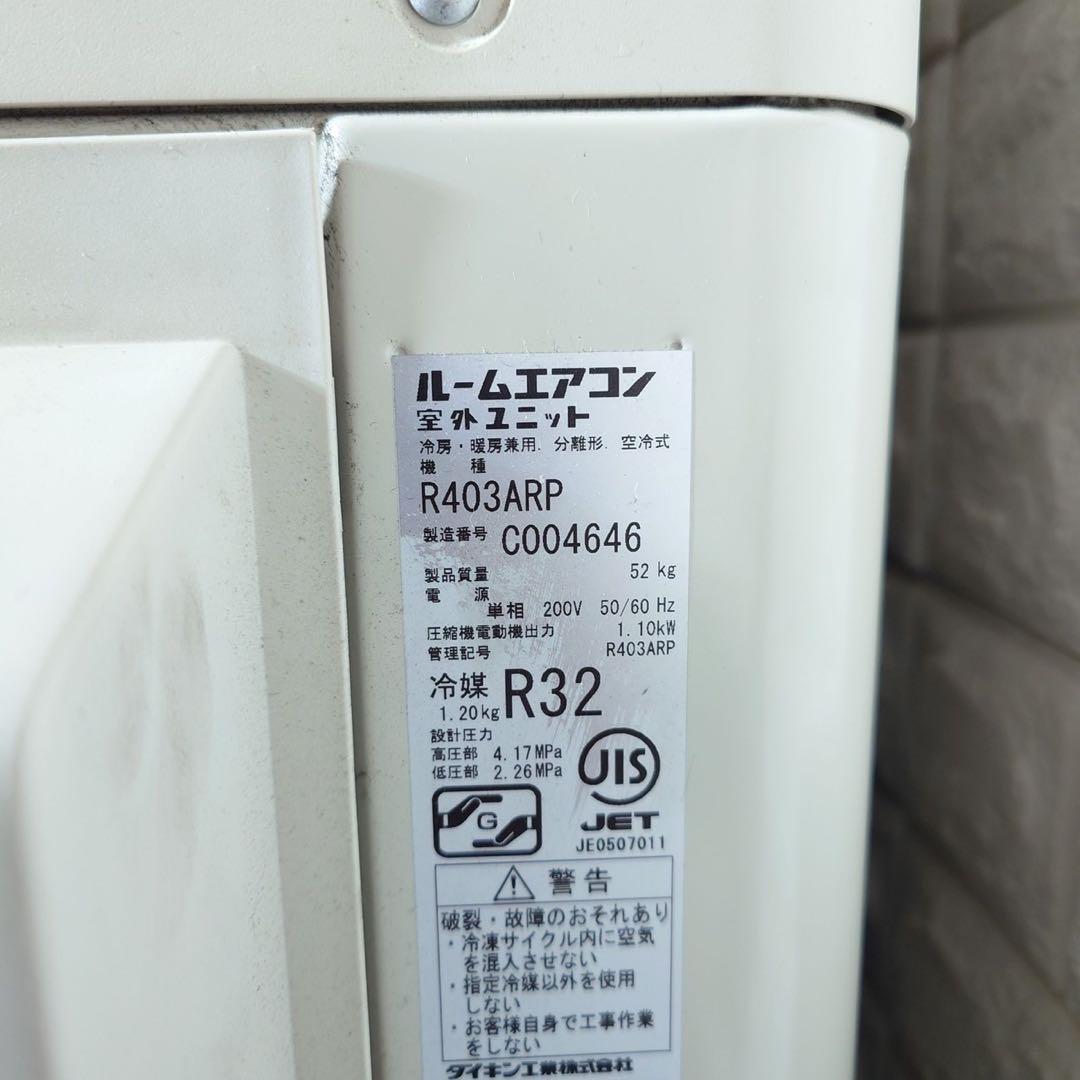 ルームエアコン
室外ユニット
冷房・暖房兼用. 分離形. 空冷式
機 種
R403ARP
製造番号 C004646
製品質量 52 kg
電 源
単相 200V 50/60 Hz
圧縮機電動機出力 1.10kW
管理記号 R403ARP
冷媒 R32
1.20kg
設計圧力
高圧部 4.17MPa
低圧部 2.26MPa
JIS
G
JET
JE0507011
警告
破裂・故障のおそれあり
・冷凍サイクル内に空気
を混入させない
・指定冷媒以外を使用
しない
・お客様自身で工事作業
をしない
ダイキン工業株式会社